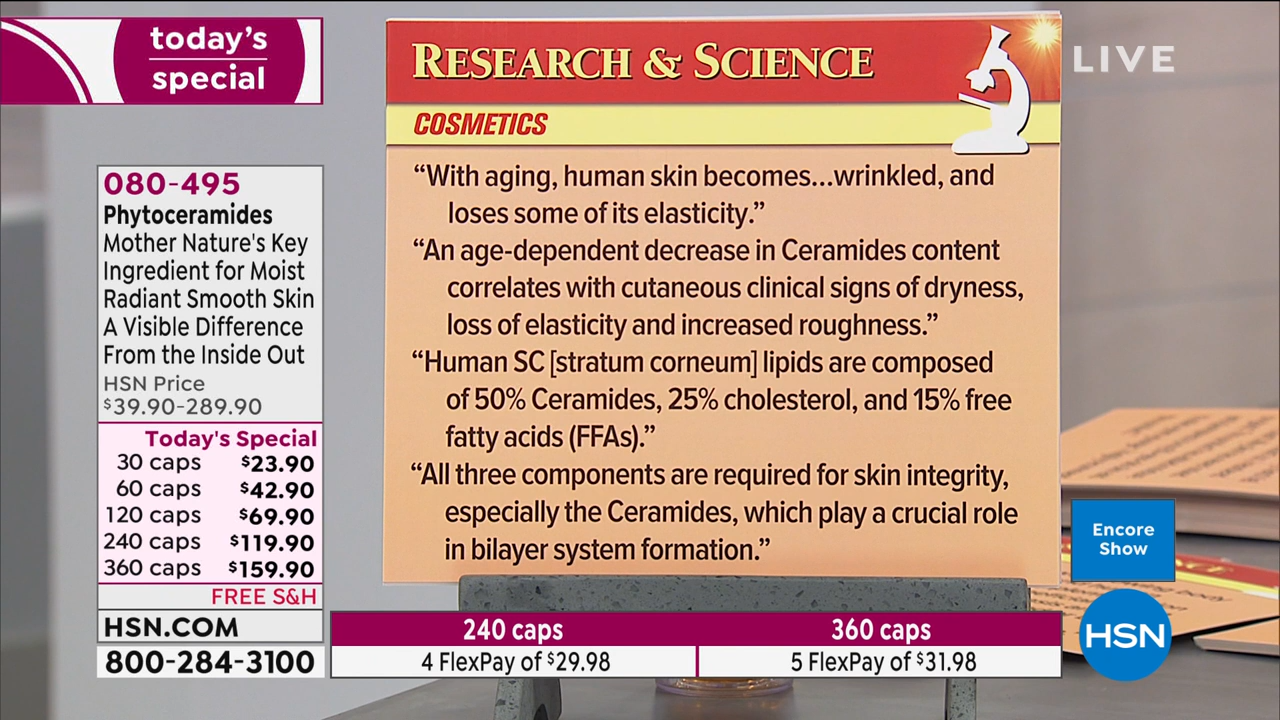 today's
special
RESEARCH & SCIENCE
COSMETICS
LIVE
"With aging, human skin becomes...wrinkled, and
loses some of its elasticity."
"An age-dependent decrease in Ceramides content
correlates with cutaneous clinical signs of dryness,
loss of elasticity and increased roughness."
"Human SC [stratum corneum] lipids are composed
of 50% Ceramides, 25% cholesterol, and 15% free
fatty acids (FFAs)."
"All three components are required for skin integrity,
especially the Ceramides, which play a crucial role
in bilayer system formation."
080-495
Phytoceramides
Mother Nature's Key
Ingredient for Moist
Radiant Smooth Skin
A Visible Difference
From the Inside Out
HSN Price
$39.90-289.90
Today's Special
30 caps $23.90
60 caps $42.90
120 caps $69.90
240 caps $119.90
360 caps $159.90
FREE S&H
HSN.COM
800-284-3100
240 caps 360 caps
4 FlexPay of $29.98 5 FlexPay of $31.98
Encore
Show
HSN